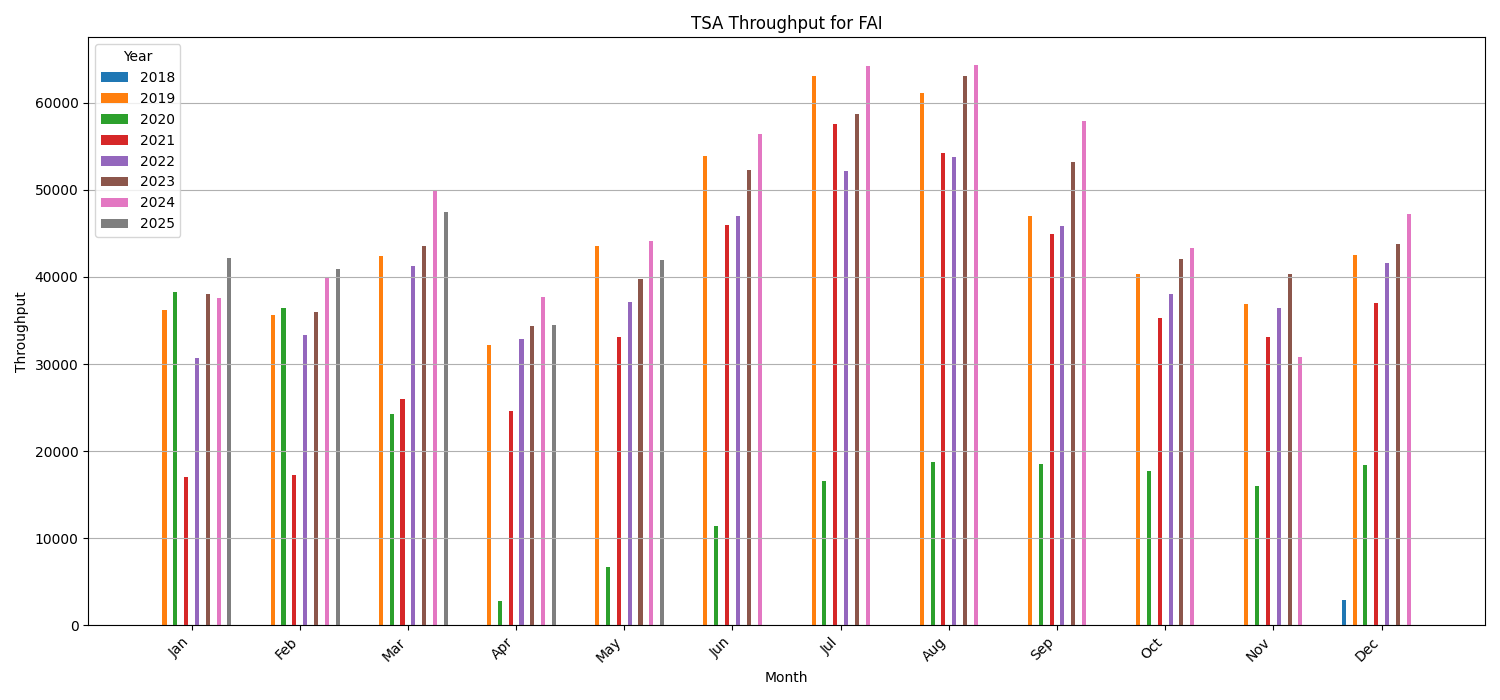 TSA Throughput for FAI
Year
2018
2019
2020
2021
2022
2023
2024
2025
Throughput
60000
50000
40000
30000
20000
10000
0
Jan
Feb
Mar
Apr
May
Jun
Jul
Aug
Sep
Oct
Nov
Dec
Month